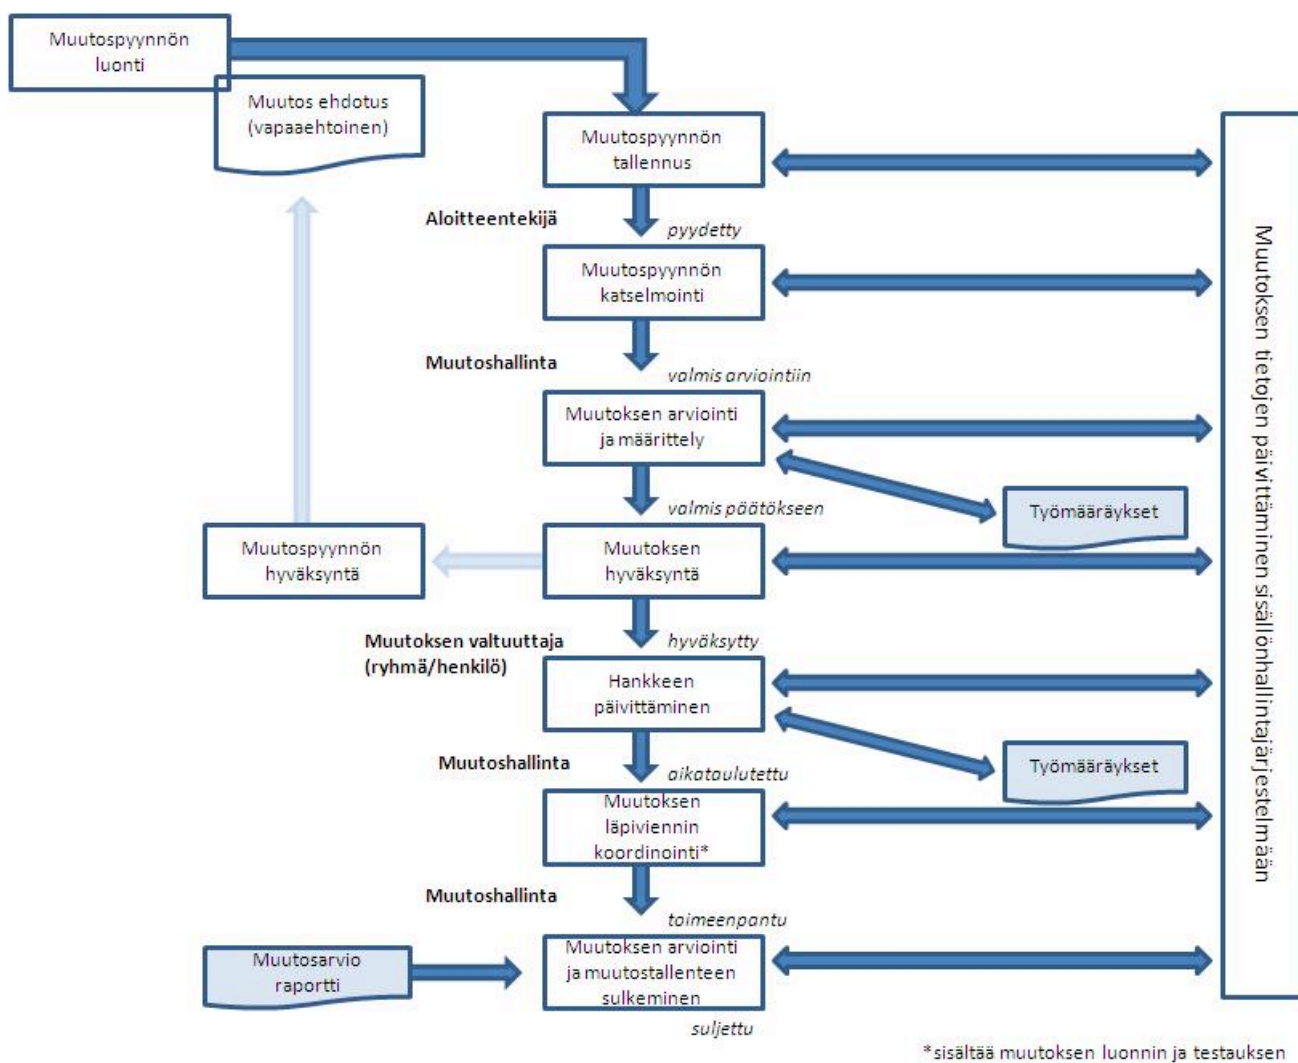 Muutospyynnön
luonti
Muutos ehdotus
(vapaaehtoinen)
Muutospyynnön
tallennus
Aloitteentekijä
pyydetty
Muutospyynnön
katselmointi
Muutoshallinta
valmis arviointiin
Muutoksen arviointi
ja määrittely
valmis päätökseen
Työmääräykset
Muutospyynnön
hyväksyntä
Muutoksen
hyväksyntä
Muutoksen valtuuttaja
(ryhmä/henkilö)
hyväksytty
Hankkeen
päivittäminen
Muutoshallinta
aikataulutettu
Työmääräykset
Muutoksen
läpiviennin
koordinointi*
Muutoshallinta
toimeenpantu
Muutosarvio
raportti
Muutoksen arviointi
ja muutostallenteen
sulkeminen
suljettu
Muutoksen tietojen päivittäminen sisällönhallintajärjestelmään
*sisältää muutoksen luonnin ja testauksen